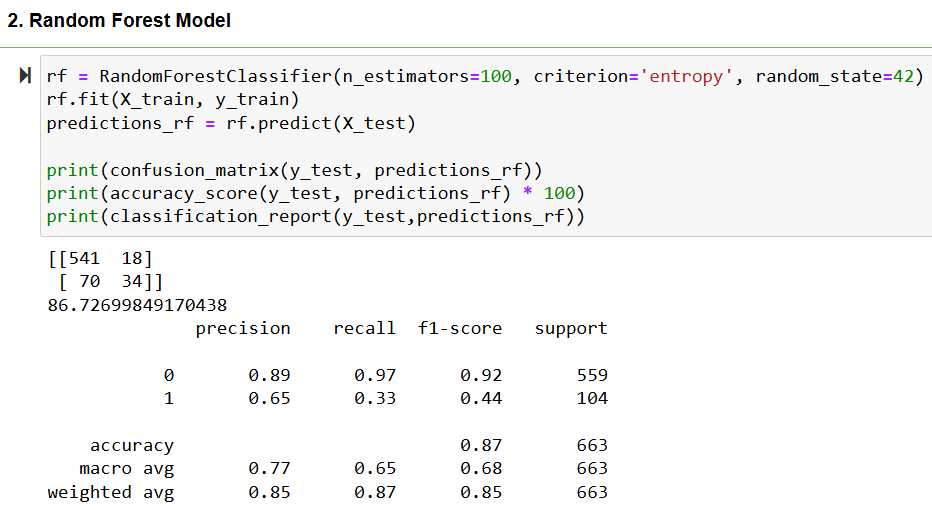 2. Random Forest Model
rf = RandomForestClassifier(n_estimators=100, criterion='entropy', random_state=42)
rf.fit(X_train, y_train)
predictions_rf = rf.predict(X_test)
print(confusion_matrix(y_test, predictions_rf))
print(accuracy_score(y_test, predictions_rf) * 100)
print(classification_report(y_test,predictions_rf))
[[541  18]
 [ 70  34]]
86.72699849170438
              precision    recall  f1-score   support
           0       0.89      0.97      0.92       559
           1       0.65      0.33      0.44       104
    accuracy                           0.87       663
   macro avg       0.77      0.65      0.68       663
weighted avg       0.85      0.87      0.85       663